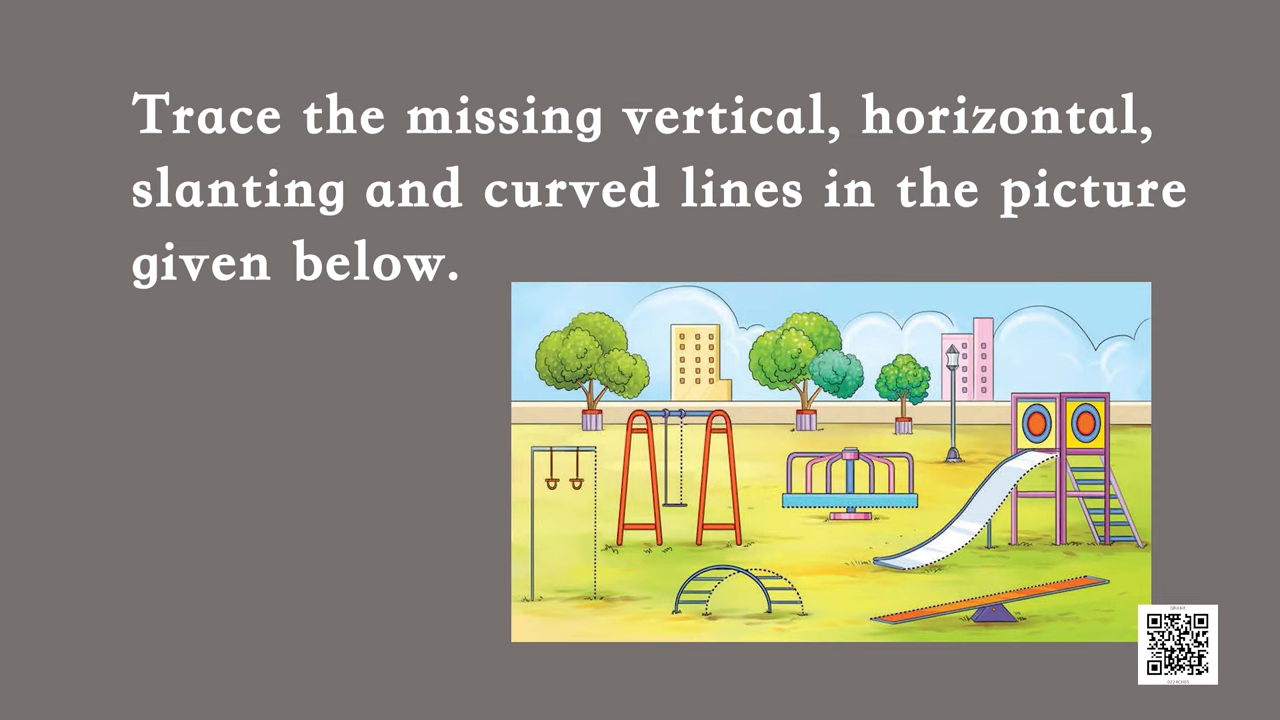 Trace the missing vertical, horizontal,
slanting and curved lines in the picture
given below.